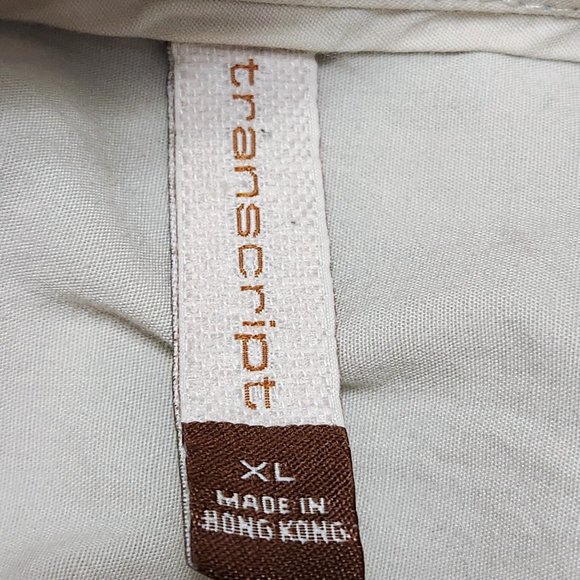 transcript
XL
MADE IN
HONG KONG